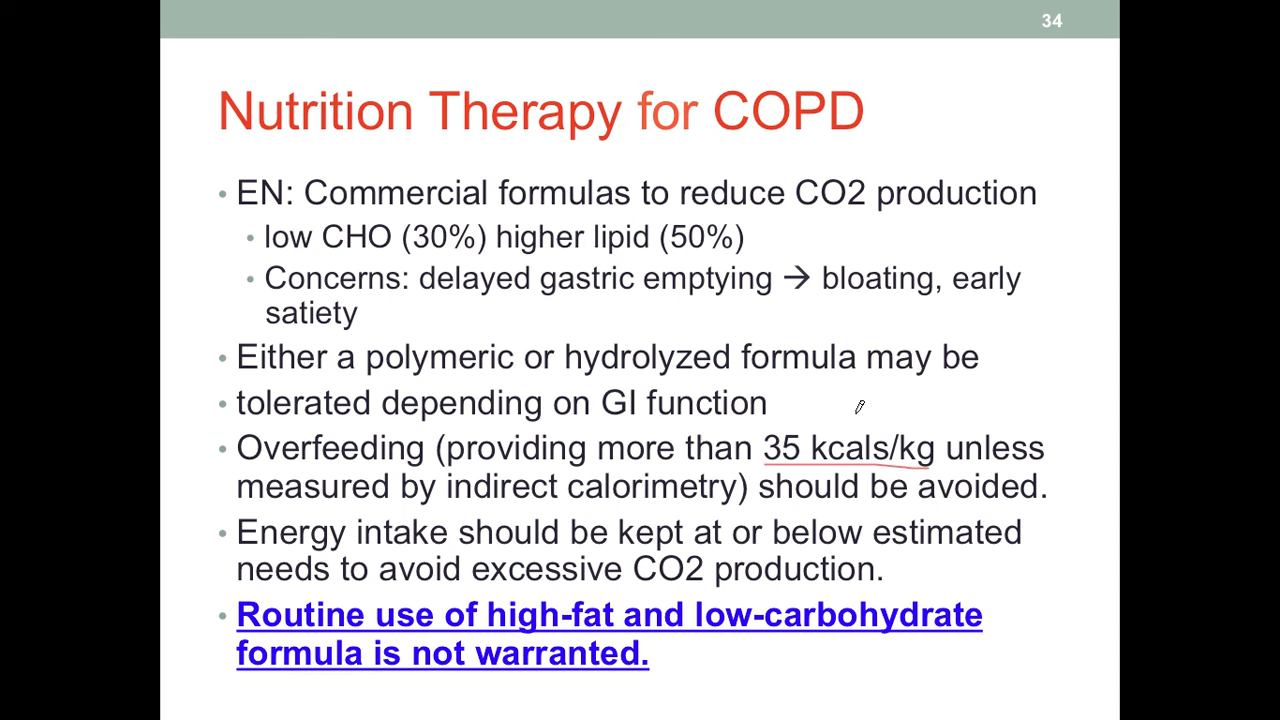 34
Nutrition Therapy for COPD
• EN: Commercial formulas to reduce CO2 production
• low CHO (30%) higher lipid (50%)
• Concerns: delayed gastric emptying → bloating, early
satiety
• Either a polymeric or hydrolyzed formula may be
• tolerated depending on GI function
• Overfeeding (providing more than 35 kcals/kg unless
measured by indirect calorimetry) should be avoided.
• Energy intake should be kept at or below estimated
needs to avoid excessive CO2 production.
• Routine use of high-fat and low-carbohydrate
formula is not warranted.